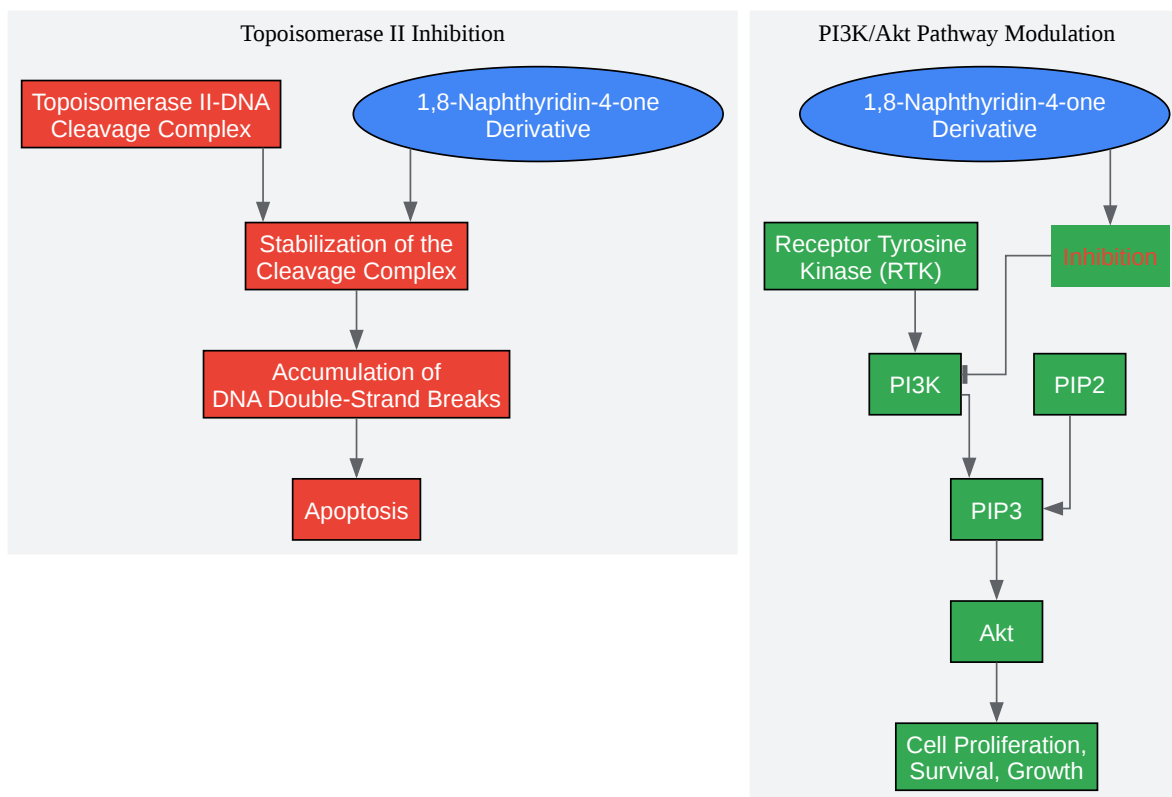 Topoisomerase II Inhibition
Topoisomerase II-DNA
Cleavage Complex
1,8-Naphthyridin-4-one
Derivative
Stabilization of the
Cleavage Complex
Accumulation of
DNA Double-Strand Breaks
Apoptosis
PI3K/Akt Pathway Modulation
1,8-Naphthyridin-4-one
Derivative
Receptor Tyrosine
Kinase (RTK)
Inhibition
PI3K
PIP2
PIP3
Akt
Cell Proliferation,
Survival, Growth